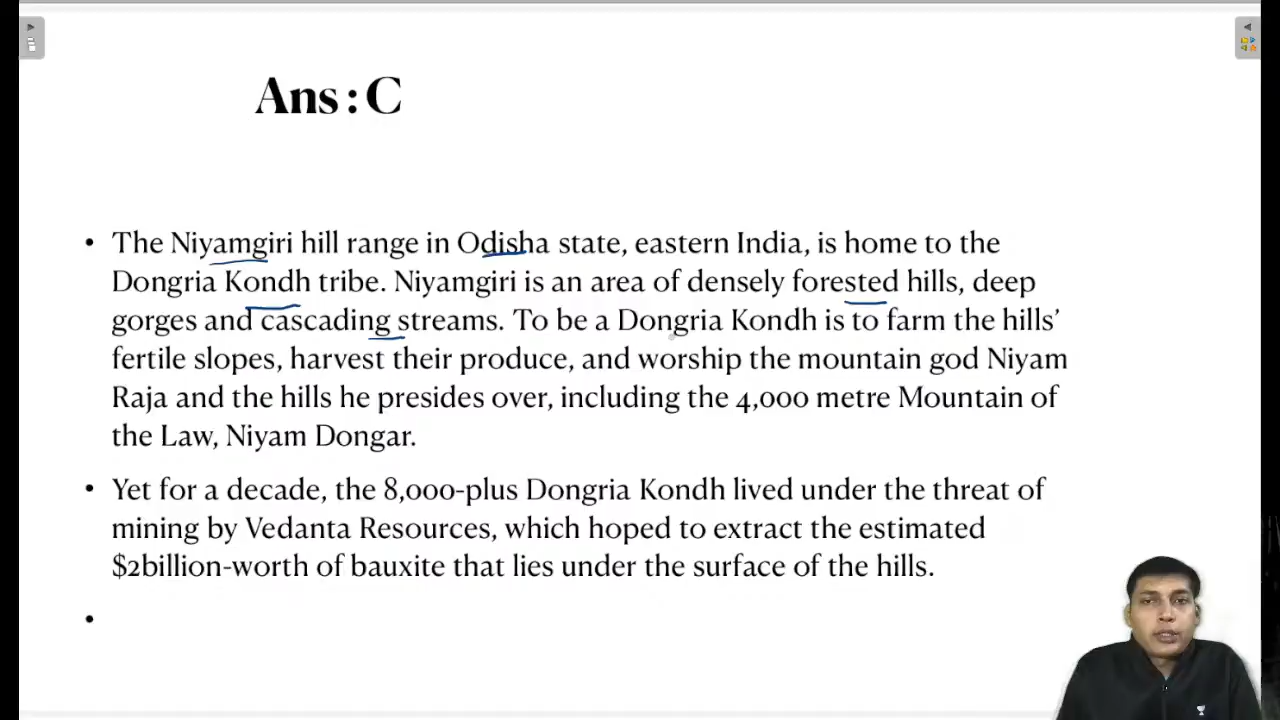 Ans : C
• The Niyamgiri hill range in Odisha state, eastern India, is home to the
Dongria Kondh tribe. Niyamgiri is an area of densely forested hills, deep
gorges and cascading streams. To be a Dongria Kondh is to farm the hills’
fertile slopes, harvest their produce, and worship the mountain god Niyam
Raja and the hills he presides over, including the 4,000 metre Mountain of
the Law, Niyam Dongar.
• Yet for a decade, the 8,000-plus Dongria Kondh lived under the threat of
mining by Vedanta Resources, which hoped to extract the estimated
$2billion-worth of bauxite that lies under the surface of the hills.
•